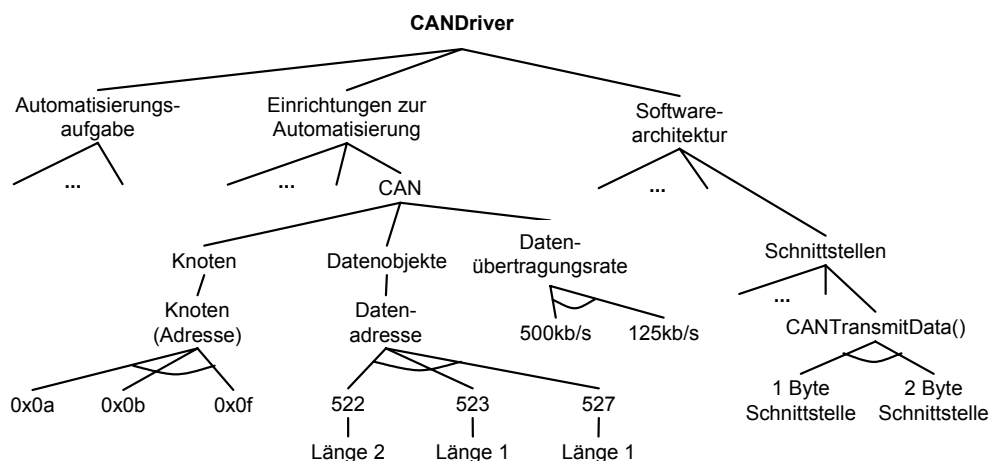 CANDriver
Automatisierungs-
aufgabe
Einrichtungen zur
Automatisierung
Software-
architektur
...
...
...
CAN
Knoten
Datenobjekte
Daten-
übertragungsrate
Schnittstellen
Knoten
(Adresse)
Daten-
adresse
500kb/s
125kb/s
...
CANTransmitData()
0x0a
0x0b
0x0f
522
523
527
1 Byte
Schnittstelle
2 Byte
Schnittstelle
Länge 2
Länge 1
Länge 1